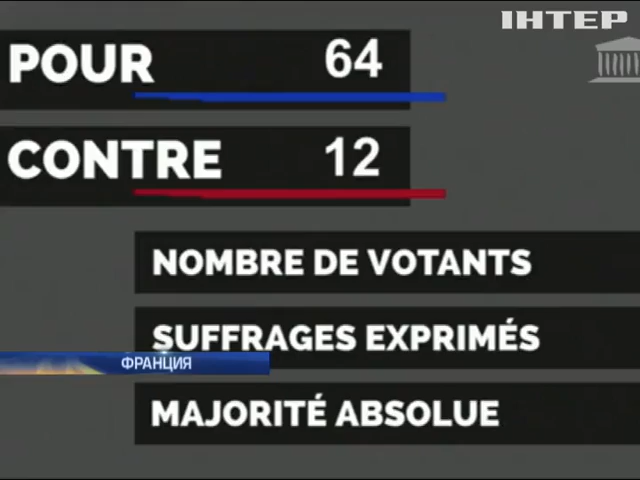 ІНТЕР
POUR 64
CONTRE 12
NOMBRE DE VOTANTS
SUFFRAGES EXPRIMÉS
ФРАНЦИЯ
MAJORITÉ ABSOLUE